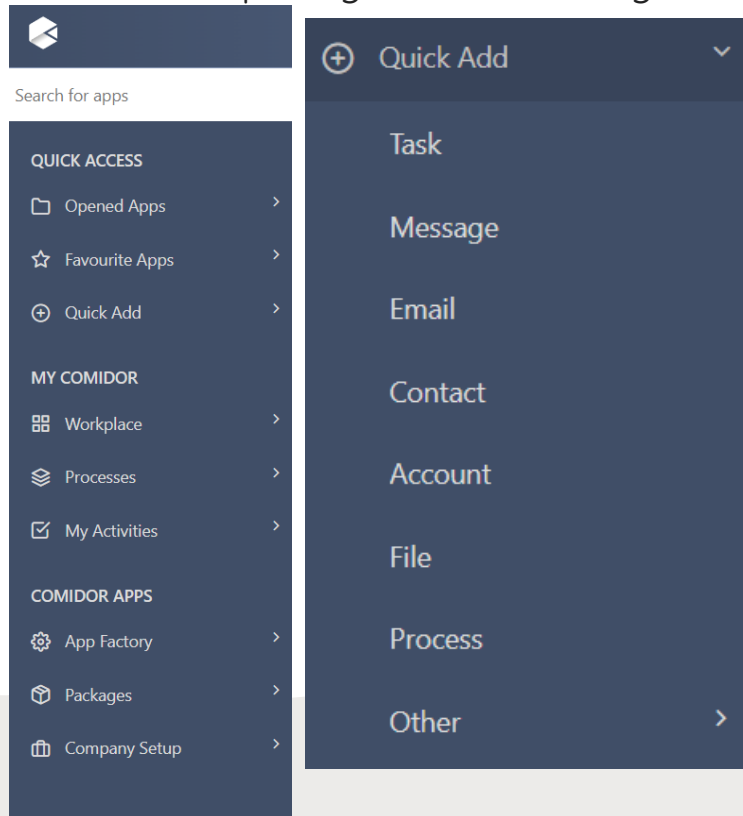 Search for apps
QUICK ACCESS
Opened Apps
Favourite Apps
Quick Add
MY COMIDOR
Workplace
Processes
My Activities
COMIDOR APPS
App Factory
Packages
Company Setup
Quick Add
Task
Message
Email
Contact
Account
File
Process
Other